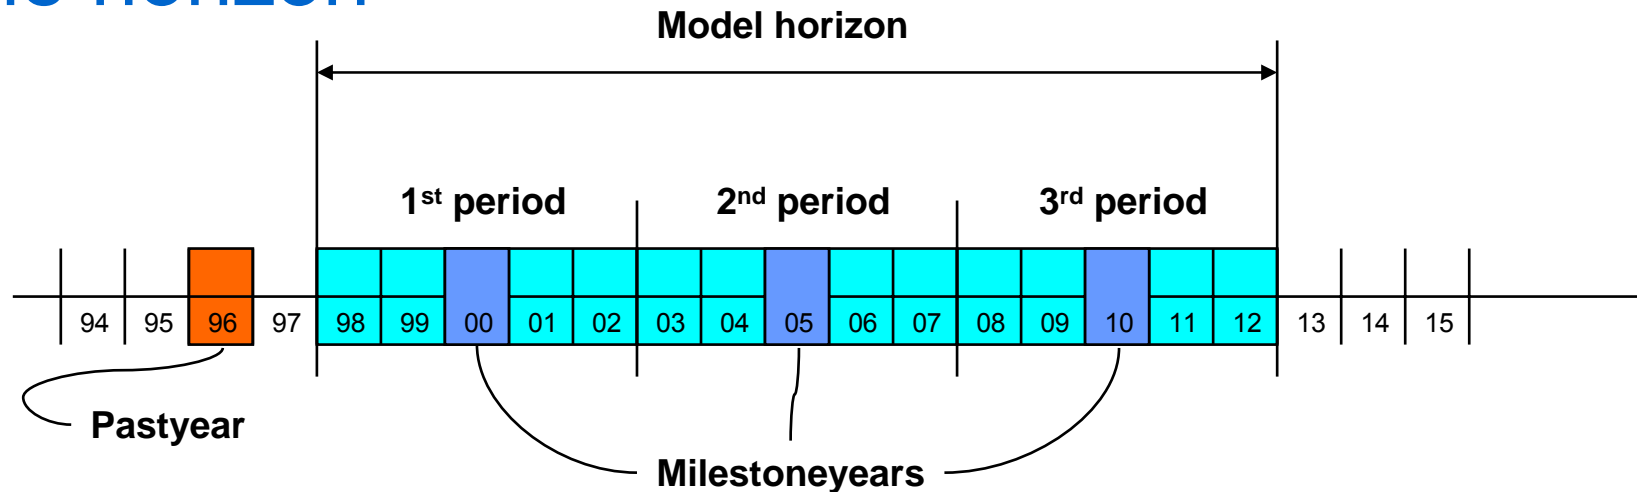 horizon
Model horizon
1st period 2nd period 3rd period
94 95 96 97 98 99 00 01 02 03 04 05 06 07 08 09 10 11 12 13 14 15
Pastyear
Milestoneyears